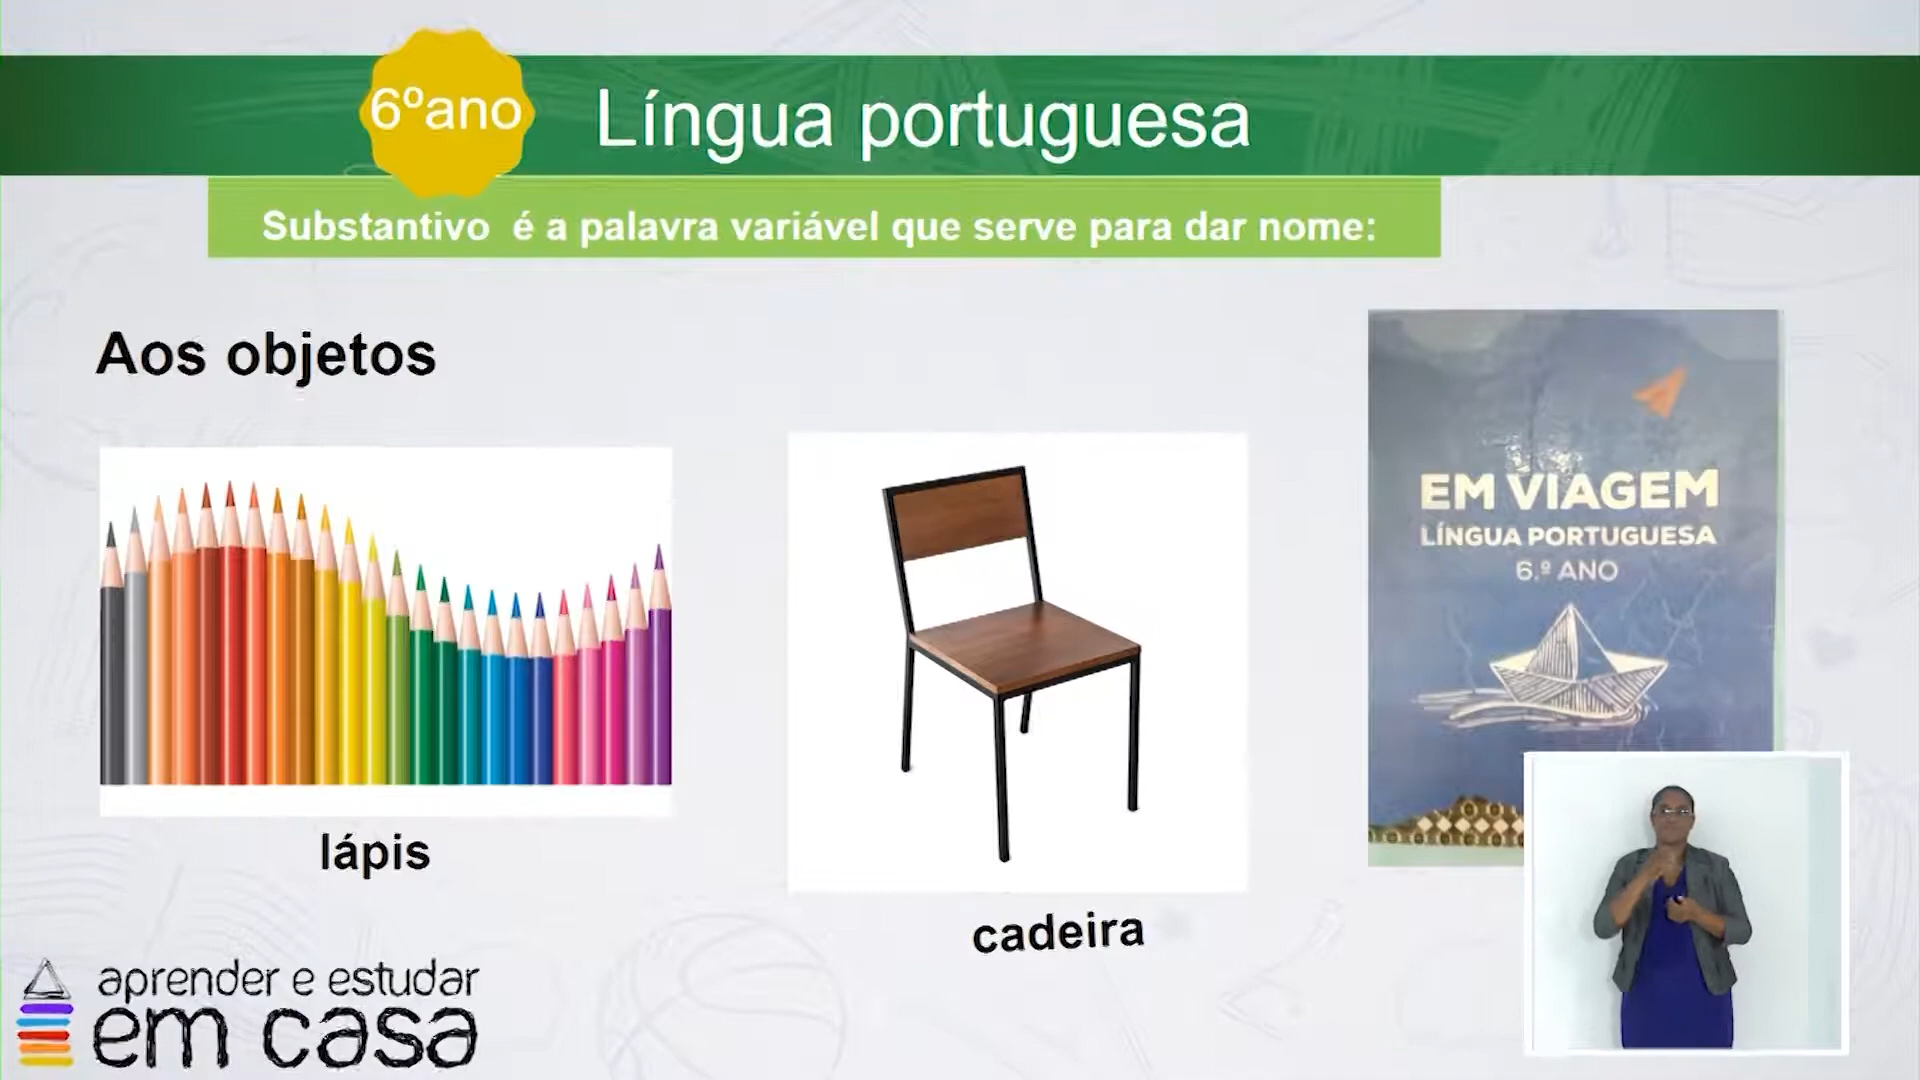 6ºano
Língua portuguesa
Substantivo é a palavra variável que serve para dar nome:
Aos objetos
EM VIAGEM
LÍNGUA PORTUGUESA
6.º ANO
lápis
cadeira
aprender e estudar
em casa